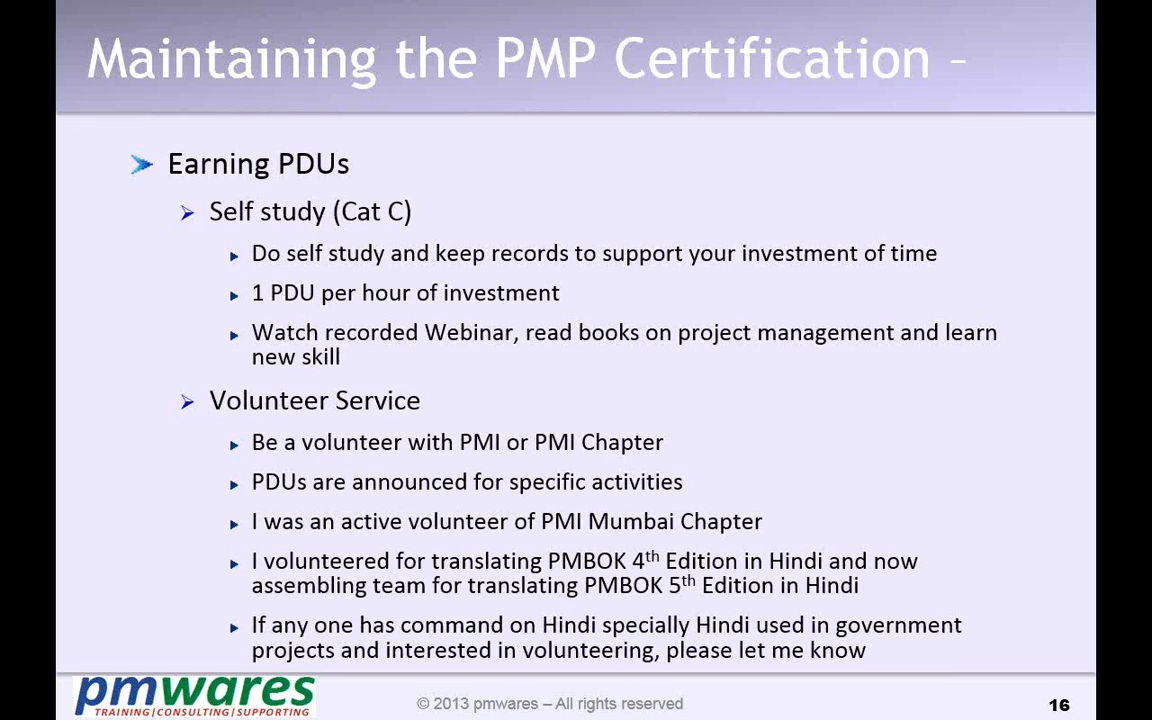 Maintaining the PMP Certification –
Earning PDUs
Self study (Cat C)
Do self study and keep records to support your investment of time
1 PDU per hour of investment
Watch recorded Webinar, read books on project management and learn
new skill
Volunteer Service
Be a volunteer with PMI or PMI Chapter
PDUs are announced for specific activities
I was an active volunteer of PMI Mumbai Chapter
I volunteered for translating PMBOK 4th Edition in Hindi and now
assembling team for translating PMBOK 5th Edition in Hindi
If any one has command on Hindi specially Hindi used in government
projects and interested in volunteering, please let me know
pmwares
TRAINING|CONSULTING|SUPPORTING
© 2013 pmwares – All rights reserved
16